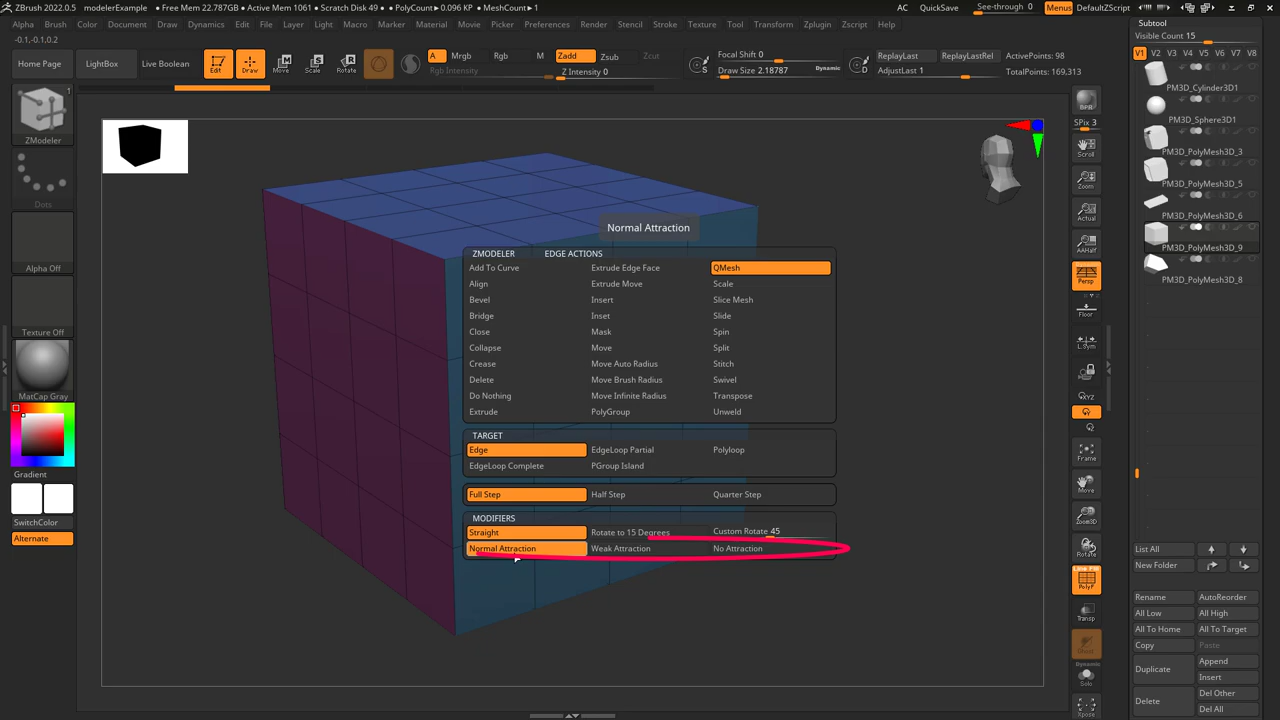 ZBrush 2022.0.5 modelerExample • Free Mem 22.787GB • Active Mem 1061 • Scratch Disk 49 • PolyCount▸0.096 KP • MeshCount▸1 AC QuickSave See-through 0 Menus DefaultZScript
Alpha Brush Color Document Draw Dynamics Edit File Layer Light Macro Marker Material Movie Picker Preferences Render Stencil Stroke Texture Tool Transform Zplugin Zscript Help
-0.1,-0.1,0.2
Home Page LightBox Live Boolean Edit Draw Move Scale Rotate
A Mrgb Rgb M Zadd Zsub Zcut
Rgb Intensity Z Intensity 0
S Focal Shift 0
Draw Size 2.18787 Dynamic
D ReplayLast ReplayLastRel ActivePoints: 98
AdjustLast 1 TotalPoints: 169,313
1
ZModeler
Dots
Alpha Off
Texture Off
MatCap Gray
Gradient
SwitchColor
Alternate
Normal Attraction
ZMODELER EDGE ACTIONS
Add To Curve Extrude Edge Face QMesh
Align Extrude Move Scale
Bevel Insert Slice Mesh
Bridge Inset Slide
Close Mask Spin
Collapse Move Split
Crease Move Auto Radius Stitch
Delete Move Brush Radius Swivel
Do Nothing Move Infinite Radius Transpose
Extrude PolyGroup Unweld
TARGET
Edge EdgeLoop Partial Polyloop
EdgeLoop Complete PGroup Island
Full Step Half Step Quarter Step
MODIFIERS
Straight Rotate to 15 Degrees Custom Rotate 45
Normal Attraction Weak Attraction No Attraction
BPR
SPix 3
Scroll
Zoom
Actual
AAHalf
Persp
Floor
L.Sym
XYZ
Y
Z
Frame
Move
Zoom3D
Rotate
Line Fill
PolyF
Transp
Ghost
Dynamic
Solo
Xpose
Subtool
Visible Count 15
V1 V2 V3 V4 V5 V6 V7 V8
PM3D_Cylinder3D1
PM3D_Sphere3D1
PM3D_PolyMesh3D_3
PM3D_PolyMesh3D_5
PM3D_PolyMesh3D_6
PM3D_PolyMesh3D_9
PM3D_PolyMesh3D_8
List All
New Folder
Rename AutoReorder
All Low All High
All To Home All To Target
Copy Paste
Duplicate Append
Insert
Delete Del Other
Del All